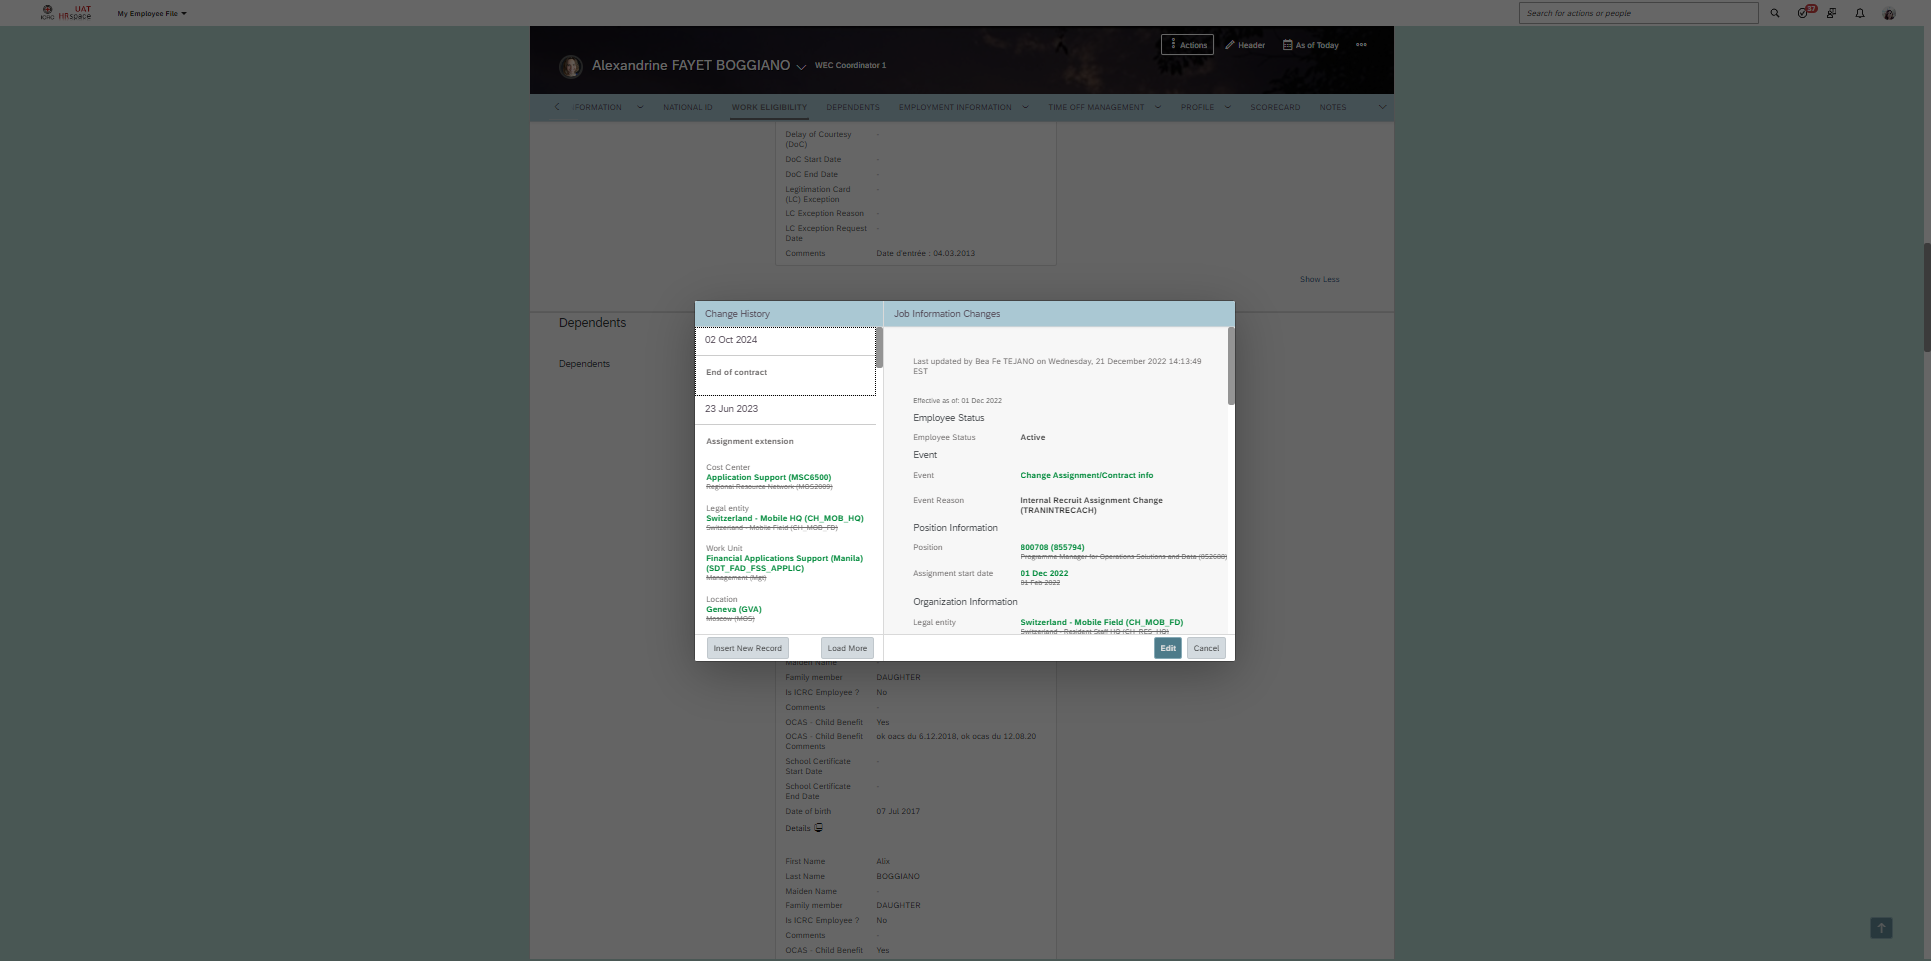 ICRC UAT HRspace
My Employee File
Search for actions or people
37
Alexandrine FAYET BOGGIANO
WEC Coordinator 1
Actions
Header
As of Today
FORMATION
NATIONAL ID
WORK ELIGIBILITY
DEPENDENTS
EMPLOYMENT INFORMATION
TIME OFF MANAGEMENT
PROFILE
SCORECARD
NOTES
Delay of Courtesy
(DoC)
-
DoC Start Date -
DoC End Date -
Legitimation Card
(LC) Exception
-
LC Exception Reason -
LC Exception Request
Date
-
Comments Date d'entrée : 04.03.2013
Show Less
Dependents
Dependents
Change History
02 Oct 2024
End of contract
23 Jun 2023
Assignment extension
Cost Center
Application Support (MSC6500)
Regional Resource Network (MOS2009)
Legal entity
Switzerland - Mobile HQ (CH_MOB_HQ)
Switzerland - Mobile Field (CH_MOB_FD)
Work Unit
Financial Applications Support (Manila)
(SDT_FAD_FSS_APPLIC)
Management (Mgt)
Location
Geneva (GVA)
Moscow (MOS)
Insert New Record
Load More
Job Information Changes
Last updated by Bea Fe TEJANO on Wednesday, 21 December 2022 14:13:49
EST
Effective as of: 01 Dec 2022
Employee Status
Employee Status Active
Event
Event Change Assignment/Contract info
Event Reason Internal Recruit Assignment Change
(TRANINTRECACH)
Position Information
Position 800708 (855794)
Programme Manager for Operations Solutions and Data (852680)
Assignment start date 01 Dec 2022
01 Feb 2022
Organization Information
Legal entity Switzerland - Mobile Field (CH_MOB_FD)
Switzerland - Resident Staff HQ (CH_RES_HQ)
Edit
Cancel
Maiden Name
Family member DAUGHTER
Is ICRC Employee ? No
Comments -
OCAS - Child Benefit Yes
OCAS - Child Benefit
Comments
ok oacs du 6.12.2018, ok ocas du 12.08.20
School Certificate
Start Date
-
School Certificate
End Date
-
Date of birth 07 Jul 2017
Details
First Name Alix
Last Name BOGGIANO
Maiden Name -
Family member DAUGHTER
Is ICRC Employee ? No
Comments -
OCAS - Child Benefit Yes